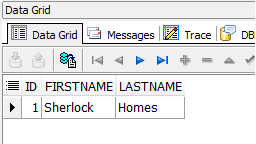 Data Grid
Data Grid Messages Trace DB
ID FIRSTNAME LASTNAME
1 Sherlock Homes